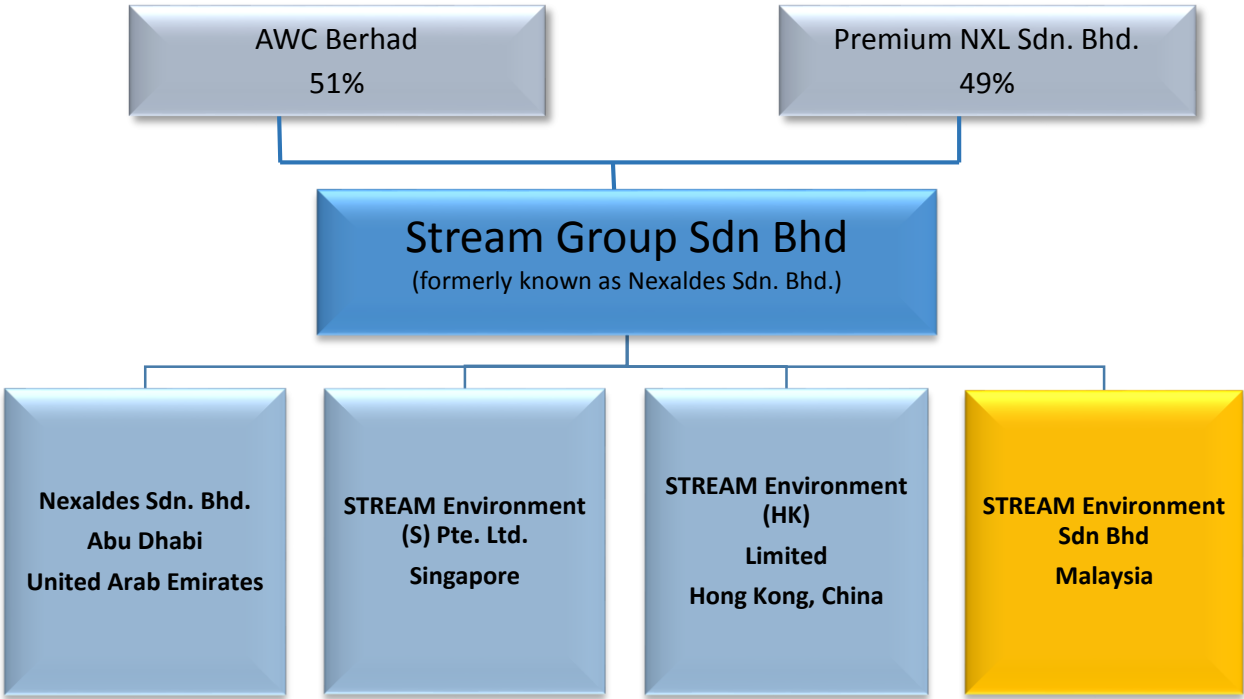 AWC Berhad
51%
Premium NXL Sdn. Bhd.
49%
Stream Group Sdn Bhd
(formerly known as Nexaldes Sdn. Bhd.)
Nexaldes Sdn. Bhd.
Abu Dhabi
United Arab Emirates
STREAM Environment
(S) Pte. Ltd.
Singapore
STREAM Environment
(HK)
Limited
Hong Kong, China
STREAM Environment
Sdn Bhd
Malaysia